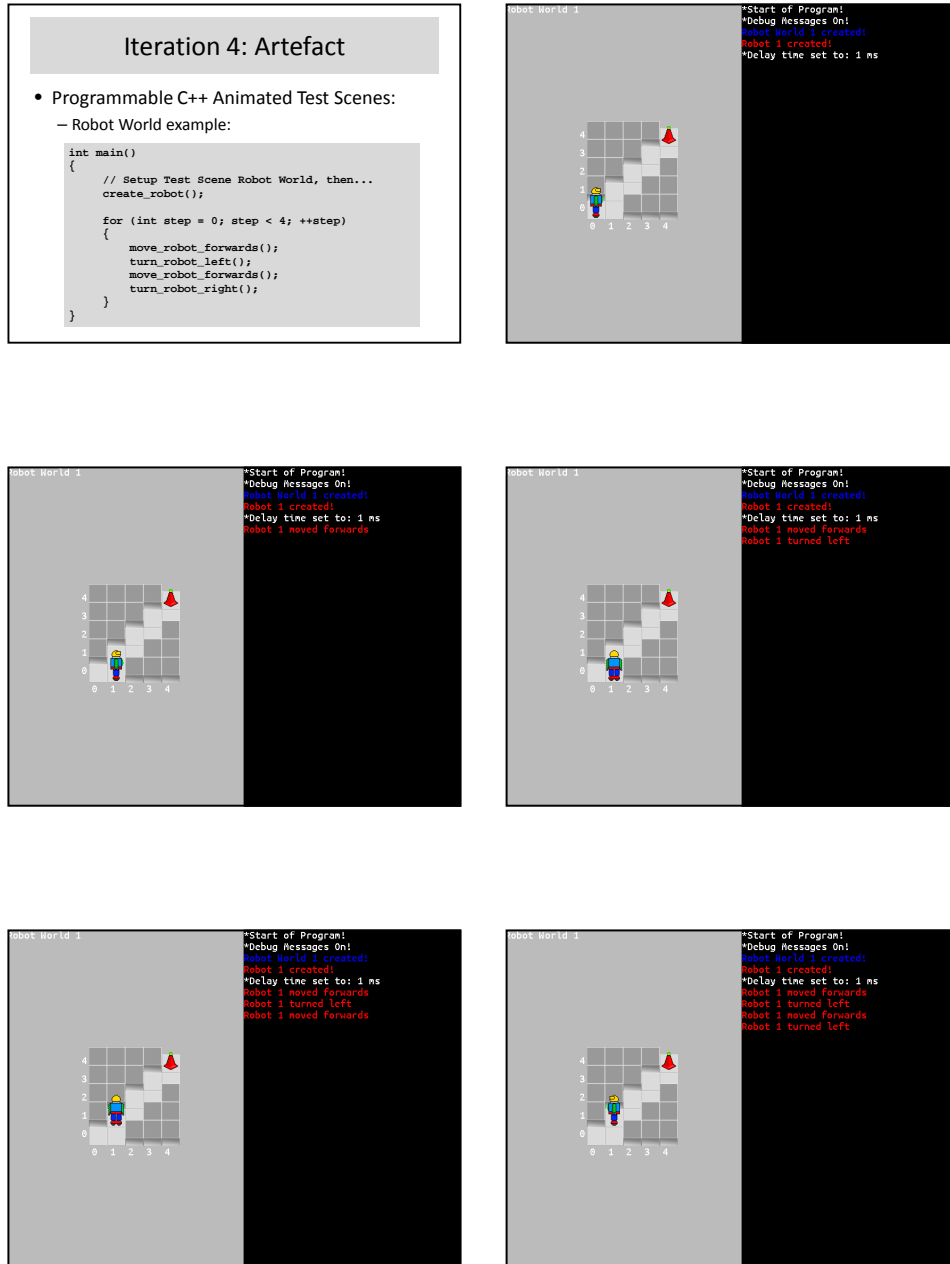 Iteration 4: Artefact
• Programmable C++ Animated Test Scenes:
– Robot World example:
int main()
{
// Setup Test Scene Robot World, then...
create_robot();
for (int step = 0; step < 4; ++step)
{
move_robot_forwards();
turn_robot_left();
move_robot_forwards();
turn_robot_right();
}
}
Robot World 1
4
3
2
1
0
0 1 2 3 4
*Start of Program!
*Debug Messages On!
Robot World 1 created!
Robot 1 created!
*Delay time set to: 1 ms
Robot World 1
4
3
2
1
0
0 1 2 3 4
*Start of Program!
*Debug Messages On!
Robot World 1 created!
Robot 1 created!
*Delay time set to: 1 ms
Robot 1 moved forwards
Robot World 1
4
3
2
1
0
0 1 2 3 4
*Start of Program!
*Debug Messages On!
Robot World 1 created!
Robot 1 created!
*Delay time set to: 1 ms
Robot 1 moved forwards
Robot 1 turned left
Robot World 1
4
3
2
1
0
0 1 2 3 4
*Start of Program!
*Debug Messages On!
Robot World 1 created!
Robot 1 created!
*Delay time set to: 1 ms
Robot 1 moved forwards
Robot 1 turned left
Robot 1 moved forwards
Robot World 1
4
3
2
1
0
0 1 2 3 4
*Start of Program!
*Debug Messages On!
Robot World 1 created!
Robot 1 created!
*Delay time set to: 1 ms
Robot 1 moved forwards
Robot 1 turned left
Robot 1 moved forwards
Robot 1 turned left